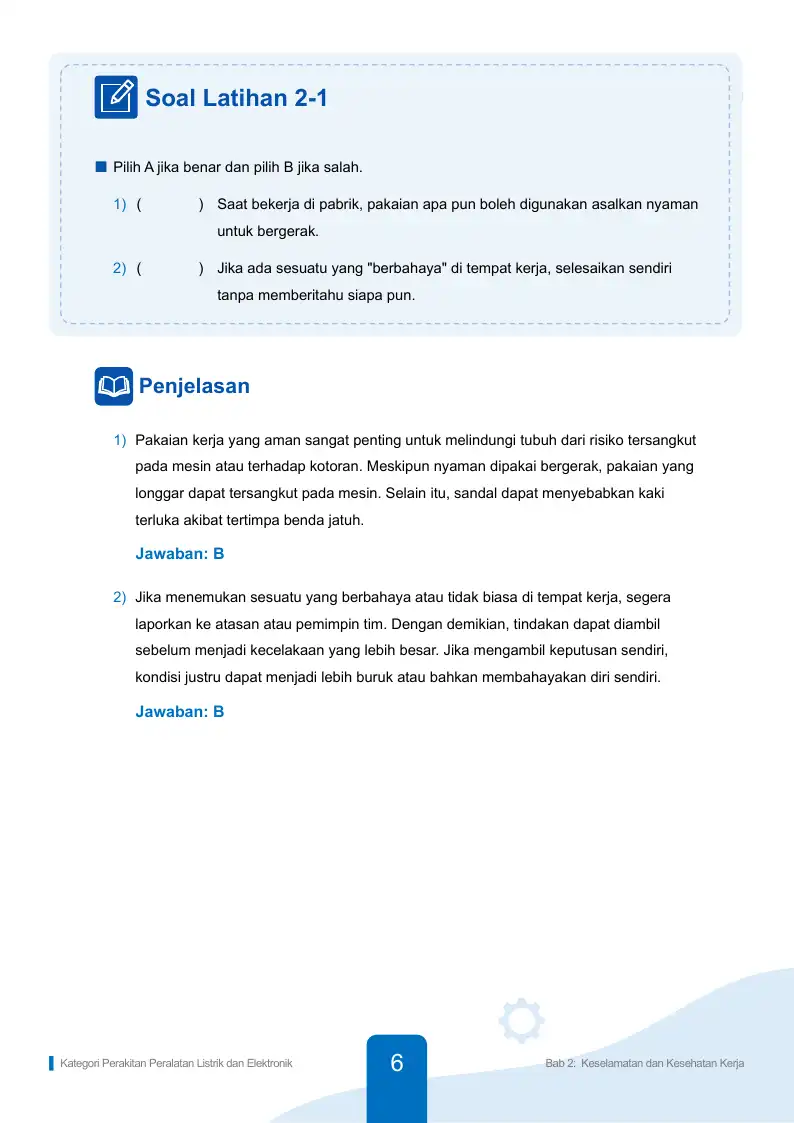 Soal Latihan 2-1
■ Pilih A jika benar dan pilih B jika salah.
1) ( ) Saat bekerja di pabrik, pakaian apa pun boleh digunakan asalkan nyaman
untuk bergerak.
2) ( ) Jika ada sesuatu yang "berbahaya" di tempat kerja, selesaikan sendiri
tanpa memberitahu siapa pun.
Penjelasan
1) Pakaian kerja yang aman sangat penting untuk melindungi tubuh dari risiko tersangkut
pada mesin atau terhadap kotoran. Meskipun nyaman dipakai bergerak, pakaian yang
longgar dapat tersangkut pada mesin. Selain itu, sandal dapat menyebabkan kaki
terluka akibat tertimpa benda jatuh.
Jawaban: B
2) Jika menemukan sesuatu yang berbahaya atau tidak biasa di tempat kerja, segera
laporkan ke atasan atau pemimpin tim. Dengan demikian, tindakan dapat diambil
sebelum menjadi kecelakaan yang lebih besar. Jika mengambil keputusan sendiri,
kondisi justru dapat menjadi lebih buruk atau bahkan membahayakan diri sendiri.
Jawaban: B
Kategori Perakitan Peralatan Listrik dan Elektronik
6
Bab 2: Keselamatan dan Kesehatan Kerja